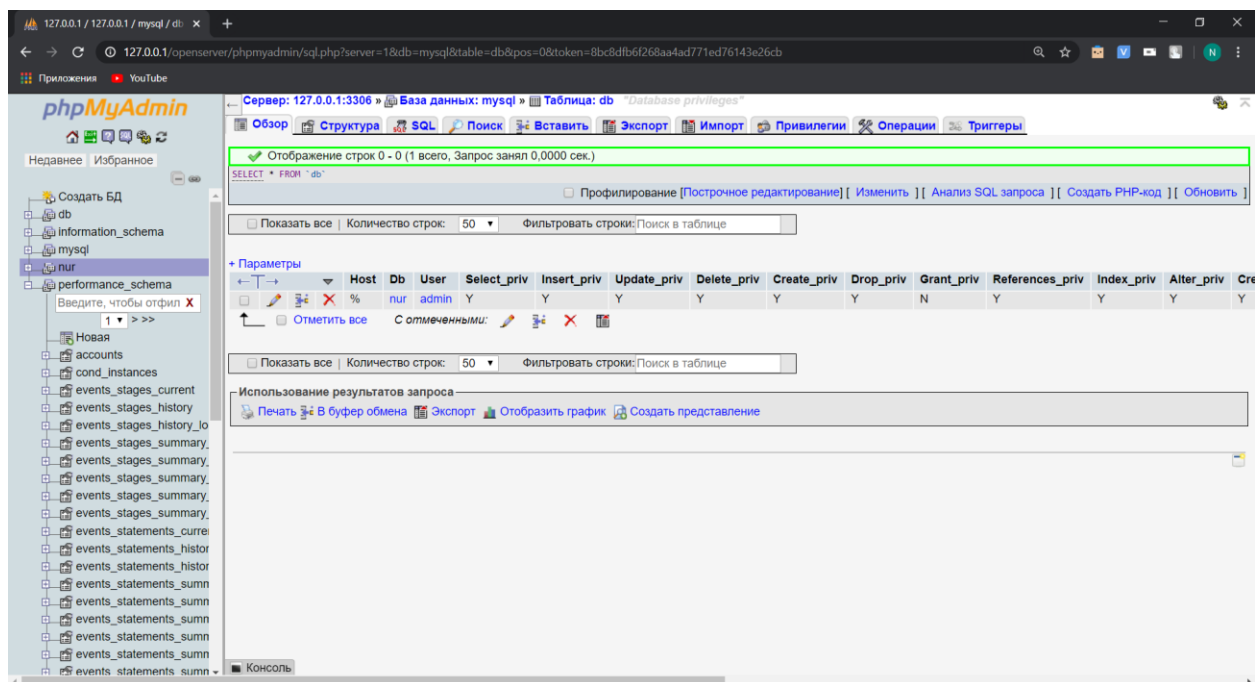 127.0.0.1 / 127.0.0.1 / mysql / db
127.0.0.1/openserver/phpmyadmin/sql.php?server=1&db=mysql&table=db&pos=0&token=8bc8dfb6f268aa4ad771ed76143e26cb
N
Приложения YouTube
phpMyAdmin
Недавнее Избранное
Создать БД
db
information_schema
mysql
nur
performance_schema
Введите, чтобы отфил X
1 > >>
Новая
accounts
cond_instances
events_stages_current
events_stages_history
events_stages_history_lo
events_stages_summary_
events_stages_summary_
events_stages_summary_
events_stages_summary_
events_stages_summary_
events_statements_curre
events_statements_histor
events_statements_histor
events_statements_summ
events_statements_summ
events_statements_summ
events_statements_summ
events_statements_summ
events_statements_summ
Сервер: 127.0.0.1:3306 » База данных: mysql » Таблица: db "Database privileges"
Обзор Структура SQL Поиск Вставить Экспорт Импорт Привилегии Операции Триггеры
Отображение строк 0 - 0 (1 всего, Запрос занял 0,0000 сек.)
SELECT * FROM `db`
Профилирование [Построчное редактирование] [ Изменить ] [ Анализ SQL запроса ] [ Создать PHP-код ] [ Обновить ]
Показать все | Количество строк: 50 Фильтровать строки: Поиск в таблице
+ Параметры
←T→ Host Db User Select_priv Insert_priv Update_priv Delete_priv Create_priv Drop_priv Grant_priv References_priv Index_priv Alter_priv Cre
% nur admin Y Y Y Y Y Y N Y Y Y Y
Отметить все С отмеченными:
Показать все | Количество строк: 50 Фильтровать строки: Поиск в таблице
Использование результатов запроса
Печать В буфер обмена Экспорт Отобразить график Создать представление
Консоль